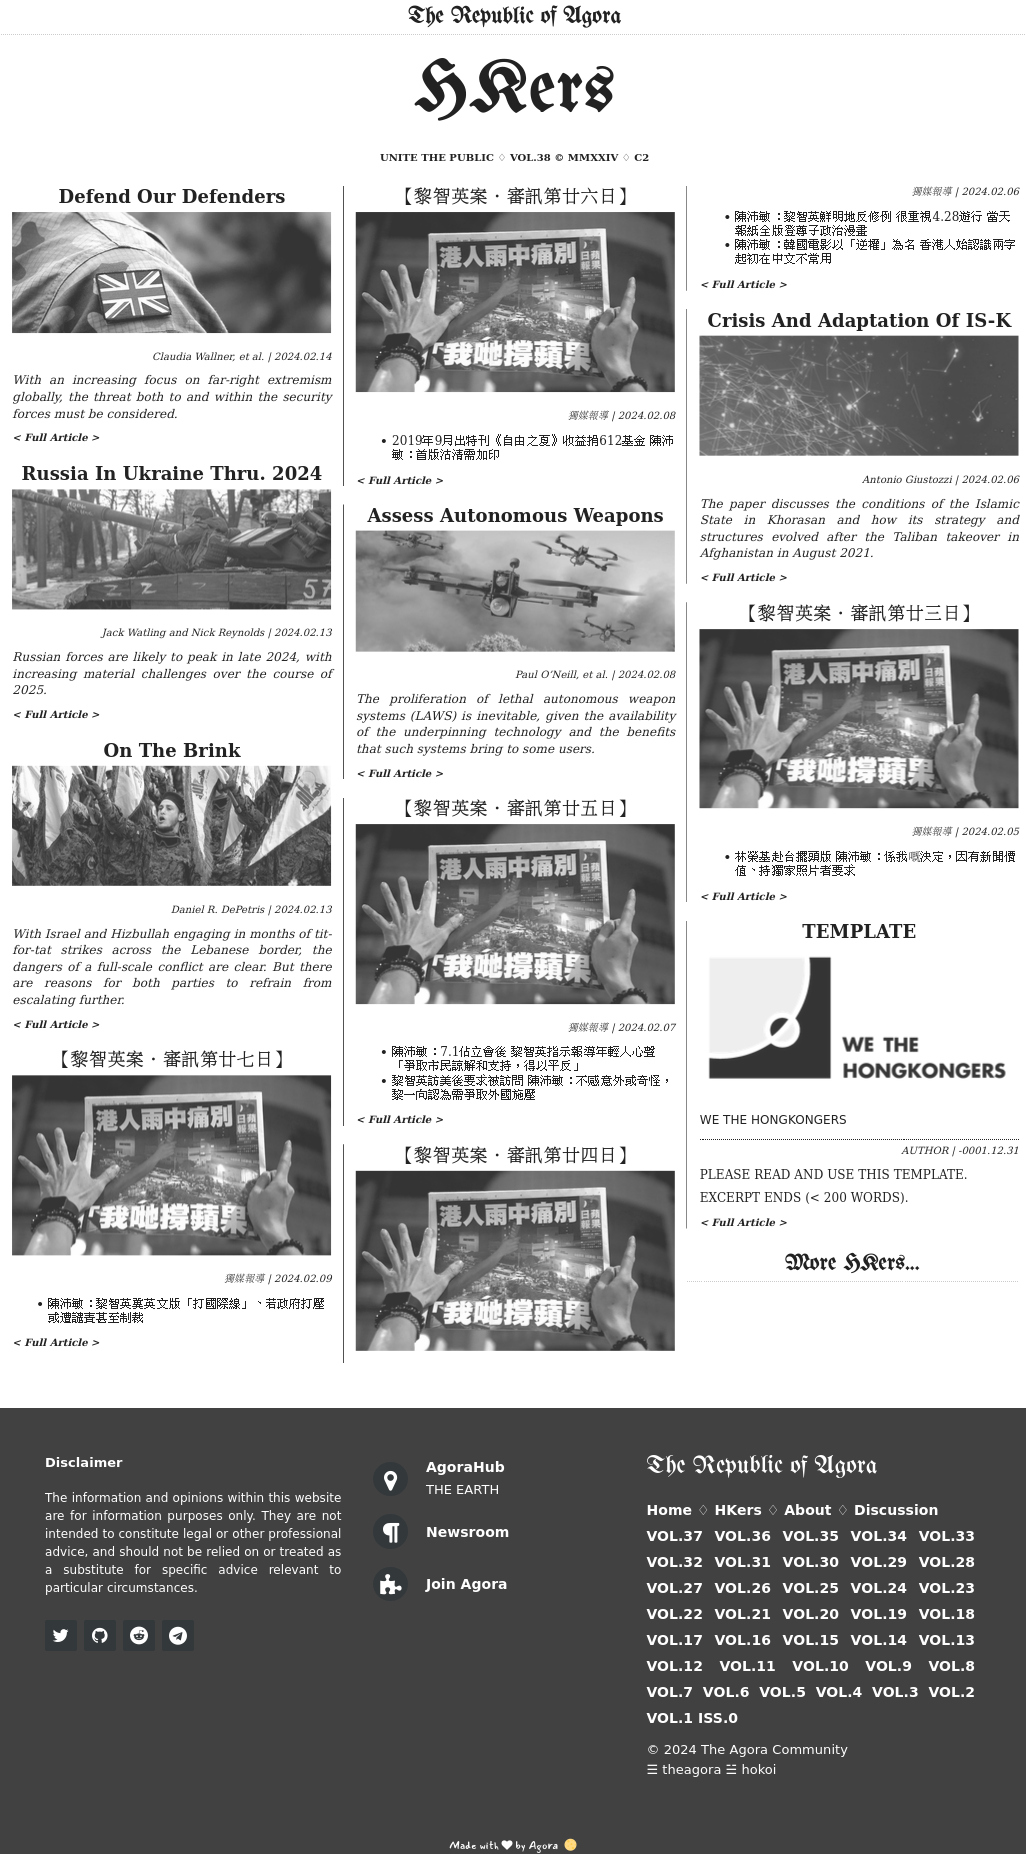 The Republic of Agora
HKers
UNITE THE PUBLIC ♢ VOL.38 © MMXXIV ♢ C2
Defend Our Defenders
Claudia Wallner, et al. | 2024.02.14
With an increasing focus on far-right extremism
globally, the threat both to and within the security
forces must be considered.
< Full Article >
Russia In Ukraine Thru. 2024
57
Z Z
Jack Watling and Nick Reynolds | 2024.02.13
Russian forces are likely to peak in late 2024, with
increasing material challenges over the course of
2025.
< Full Article >
On The Brink
Daniel R. DePetris | 2024.02.13
With Israel and Hizbullah engaging in months of tit-
for-tat strikes across the Lebanese border, the
dangers of a full-scale conflict are clear. But there
are reasons for both parties to refrain from
escalating further.
< Full Article >
【黎智英案・審訊第廿七日】
港人雨中痛別
蘋果日報
「我哋撐蘋果
獨媒報導 | 2024.02.09
• 陳沛敏：黎智英冀英文版「打國際線」、若政府打壓
或遭譴責甚至制裁
< Full Article >
【黎智英案・審訊第廿六日】
港人雨中痛別
蘋果日報
「我哋撐蘋果
獨媒報導 | 2024.02.08
• 2019年9月出特刊《自由之夏》收益捐612基金 陳沛
敏：首版沽清需加印
< Full Article >
Assess Autonomous Weapons
Paul O’Neill, et al. | 2024.02.08
The proliferation of lethal autonomous weapon
systems (LAWS) is inevitable, given the availability
of the underpinning technology and the benefits
that such systems bring to some users.
< Full Article >
【黎智英案・審訊第廿五日】
港人雨中痛別
蘋果日報
「我哋撐蘋果
獨媒報導 | 2024.02.07
• 陳沛敏：7.1佔立會後 黎智英指示報導年輕人心聲
「爭取市民諒解和支持，得以平反」
• 黎智英訪美後要求被訪問 陳沛敏：不感意外或奇怪，
黎一向認為需爭取外國施壓
< Full Article >
【黎智英案・審訊第廿四日】
港人雨中痛別
蘋果日報
「我哋撐蘋果
獨媒報導 | 2024.02.06
• 陳沛敏：黎智英鮮明地反修例 很重視4.28遊行 當天
報紙全版登尊子政治漫畫
• 陳沛敏：韓國電影以「逆權」為名 香港人始認識兩字
起初在中文不常用
< Full Article >
Crisis And Adaptation Of IS-K
Antonio Giustozzi | 2024.02.06
The paper discusses the conditions of the Islamic
State in Khorasan and how its strategy and
structures evolved after the Taliban takeover in
Afghanistan in August 2021.
< Full Article >
【黎智英案・審訊第廿三日】
港人雨中痛別
蘋果日報
「我哋撐蘋果
獨媒報導 | 2024.02.05
• 林榮基赴台擺頭版 陳沛敏：係我嘅決定，因有新聞價
值、持獨家照片者要求
< Full Article >
TEMPLATE
WE THE
HONGKONGERS
WE THE HONGKONGERS
AUTHOR | -0001.12.31
PLEASE READ AND USE THIS TEMPLATE.
EXCERPT ENDS (< 200 WORDS).
< Full Article >
More HKers...
Disclaimer
The information and opinions within this website
are for information purposes only. They are not
intended to constitute legal or other professional
advice, and should not be relied on or treated as
a substitute for specific advice relevant to
particular circumstances.
AgoraHub
THE EARTH
Newsroom
Join Agora
The Republic of Agora
Home ♢ HKers ♢ About ♢ Discussion
VOL.37 VOL.36 VOL.35 VOL.34 VOL.33
VOL.32 VOL.31 VOL.30 VOL.29 VOL.28
VOL.27 VOL.26 VOL.25 VOL.24 VOL.23
VOL.22 VOL.21 VOL.20 VOL.19 VOL.18
VOL.17 VOL.16 VOL.15 VOL.14 VOL.13
VOL.12 VOL.11 VOL.10 VOL.9 VOL.8
VOL.7 VOL.6 VOL.5 VOL.4 VOL.3 VOL.2
VOL.1 ISS.0
© 2024 The Agora Community
☰ theagora ☱ hokoi
Made with ❤ by Agora